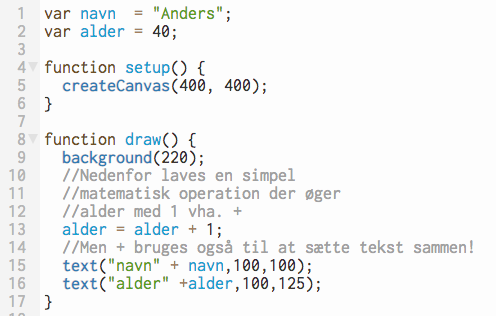 1 var navn  = "Anders";
2 var alder = 40;
3
4 function setup() {
5   createCanvas(400, 400);
6 }
7
8 function draw() {
9   background(220);
10   //Nedenfor laves en simpel
11   //matematisk operation der øger
12   //alder med 1 vha. +
13   alder = alder + 1;
14   //Men + bruges også til at sætte tekst sammen!
15   text("navn" + navn,100,100);
16   text("alder" +alder,100,125);
17 }